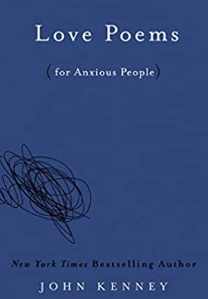 Love Poems
(for Anxious People)
New York Times Bestselling Author
JOHN KENNEY